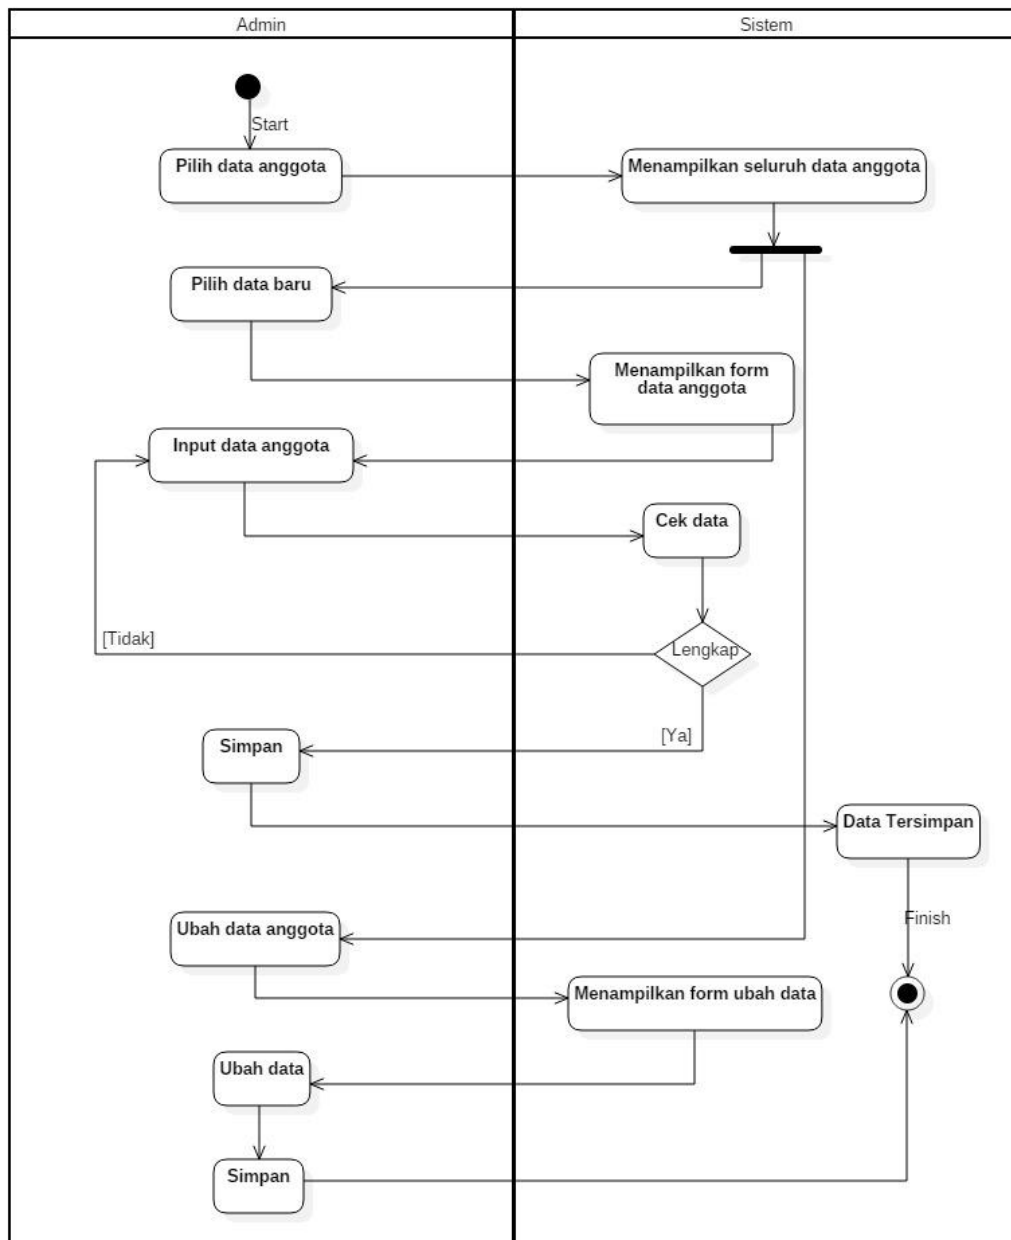 Admin
Sistem
Start
Pilih data anggota
Menampilkan seluruh data anggota
Pilih data baru
Menampilkan form
data anggota
Input data anggota
Cek data
Lengkap
[Tidak]
[Ya]
Simpan
Data Tersimpan
Finish
Ubah data anggota
Menampilkan form ubah data
Ubah data
Simpan